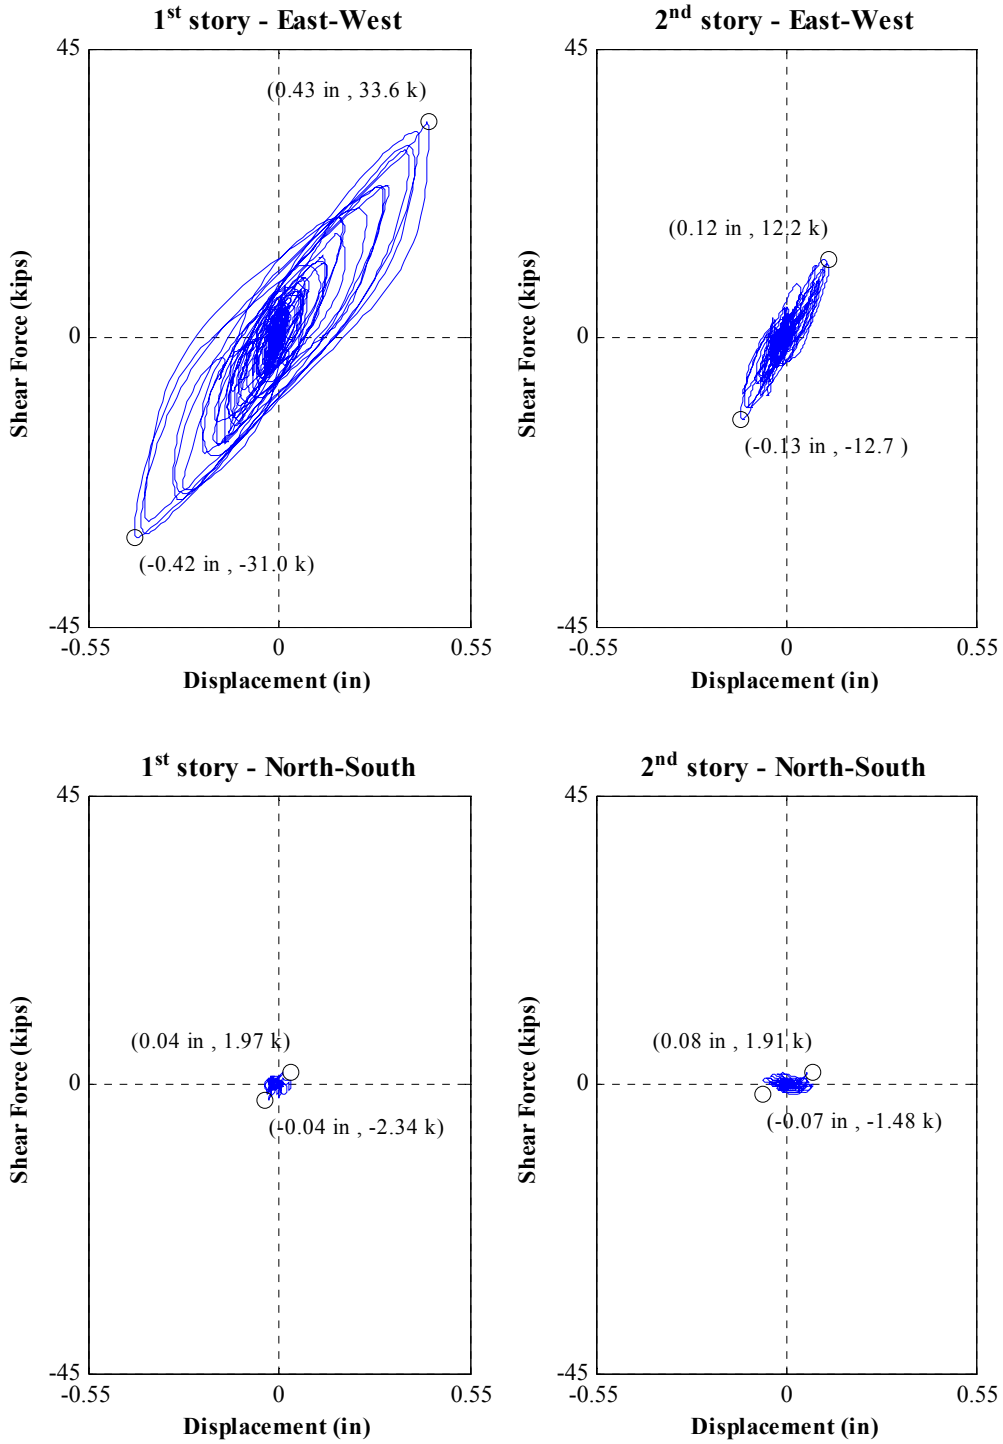 1st story - East-West
45
(0.43 in , 33.6 k)
Shear Force (kips)
0
(-0.42 in , -31.0 k)
-45
-0.55 0 0.55
Displacement (in)
2nd story - East-West
45
(0.12 in , 12.2 k)
Shear Force (kips)
0
(-0.13 in , -12.7 )
-45
-0.55 0 0.55
Displacement (in)
1st story - North-South
45
(0.04 in , 1.97 k)
Shear Force (kips)
0
(-0.04 in , -2.34 k)
-45
-0.55 0 0.55
Displacement (in)
2nd story - North-South
45
(0.08 in , 1.91 k)
Shear Force (kips)
0
(-0.07 in , -1.48 k)
-45
-0.55 0 0.55
Displacement (in)